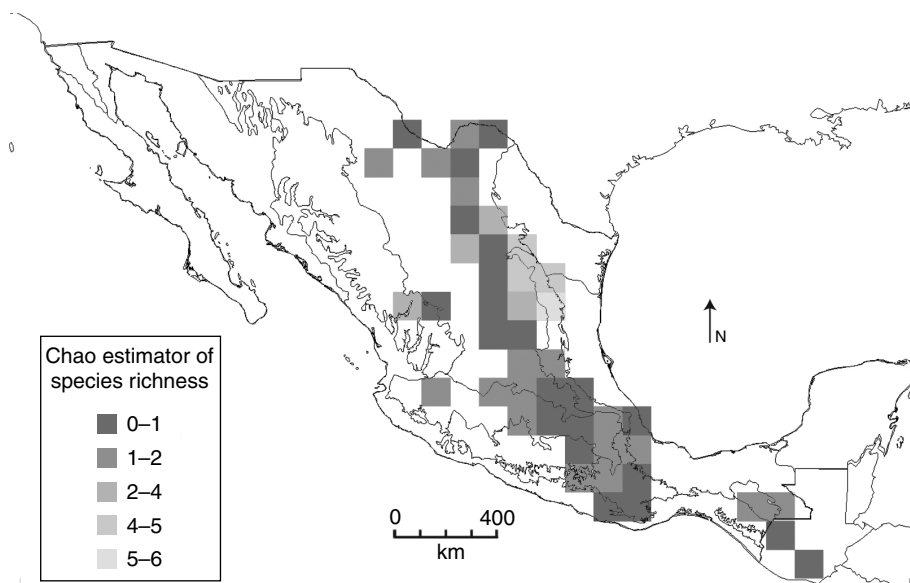 N
Chao estimator of
species richness
0–1
1–2
2–4
4–5
5–6
0 400
km